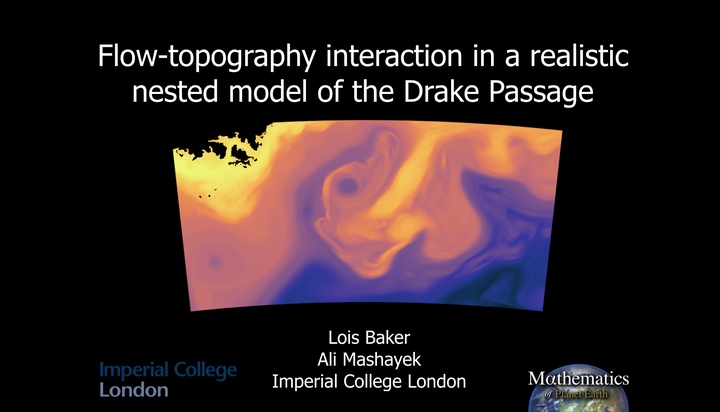 Flow-topography interaction in a realistic
nested model of the Drake Passage
Lois Baker
Ali Mashayek
Imperial College London
Imperial College
London
Mathematics
of Planet Earth